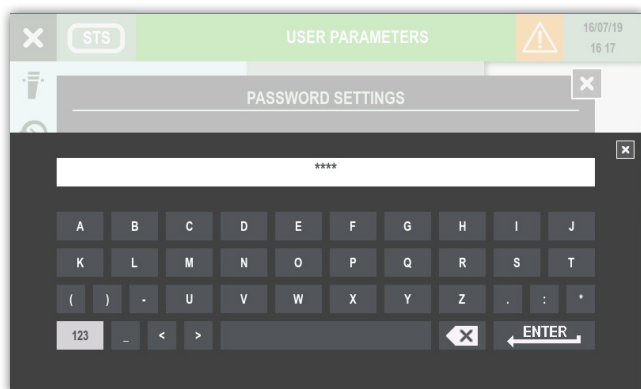 STS USER PARAMETERS 16/07/19
16 17
PASSWORD SETTINGS
****
A B C D E F G H I J
K L M N O P Q R S T
( ) - U V W X Y Z . : *
123 _ < > ENTER